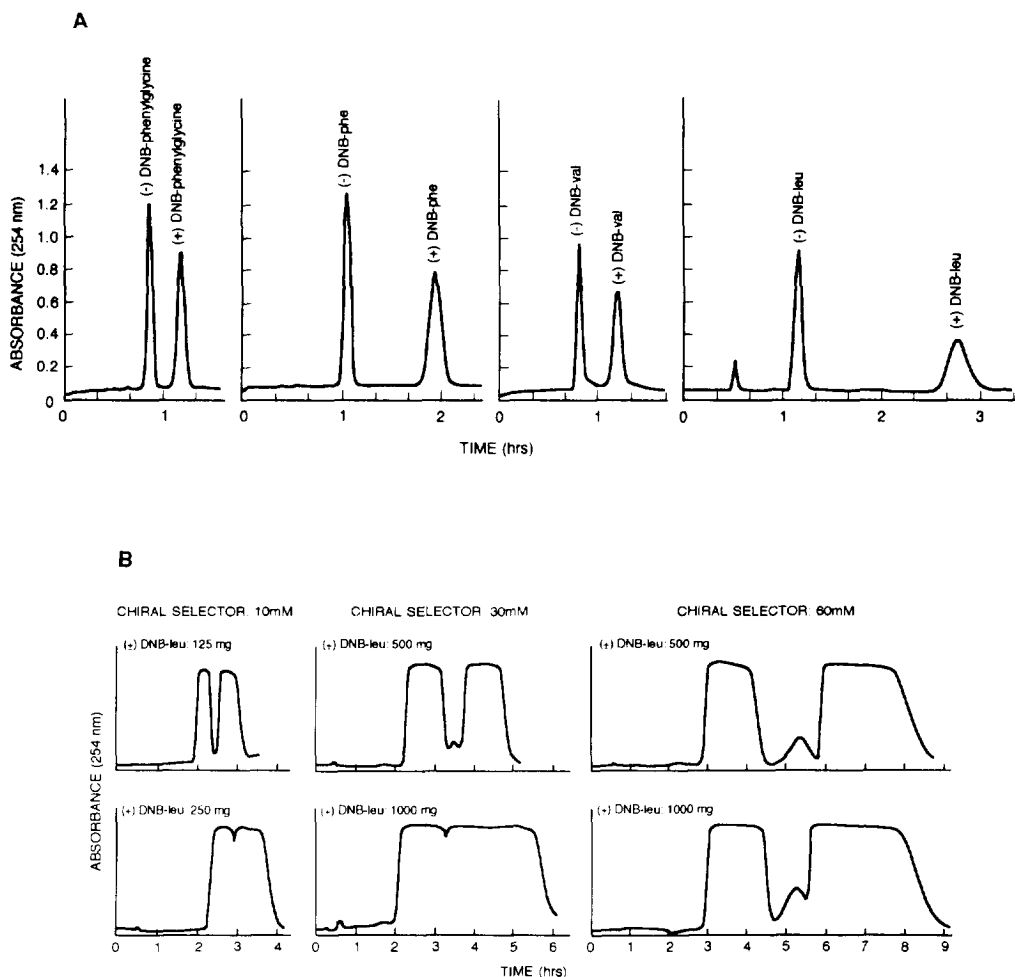 A
(-) DNB-phenylglycine
(+) DNB-phenylglycine
(-) DNB-phe
(+) DNB-phe
(-) DNB-val
(+) DNB-val
(-) DNB-leu
(+) DNB-leu
ABSORBANCE (254 nm)
1.4
1.2
1.0
0.8
0.6
0.4
0.2
0
0 1 0 1 2 0 1 0 1 2 3
TIME (hrs)
B
CHIRAL SELECTOR: 10mM
CHIRAL SELECTOR 30mM
CHIRAL SELECTOR: 60mM
(±) DNB-leu: 125 mg
(±) DNB-leu: 500 mg
(±) DNB-leu: 500 mg
ABSORBANCE (254 nm)
(±) DNB-leu 250 mg
(±) DNB-leu: 1000 mg
(±) DNB-leu: 1000 mg
0 1 2 3 4 0 1 2 3 4 5 6 0 1 2 3 4 5 6 7 8 9
TIME (hrs)